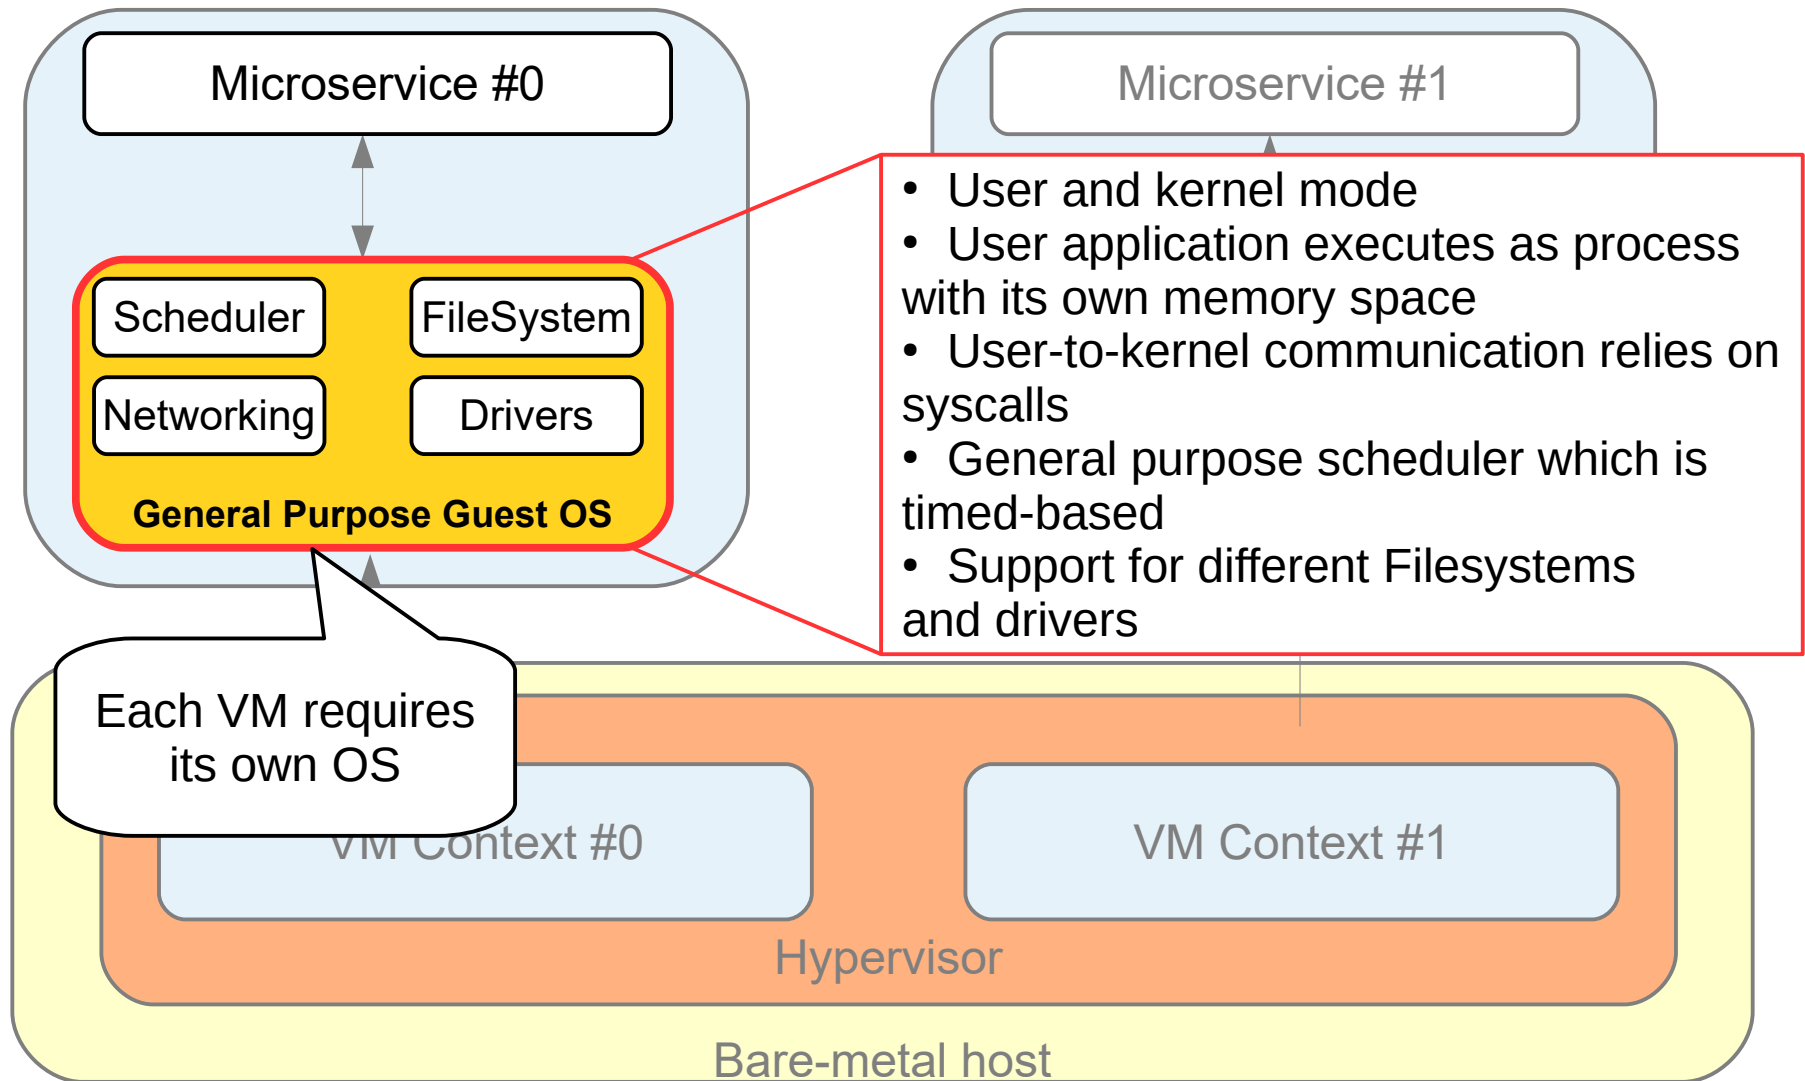 Microservice #0
Microservice #1
• User and kernel mode
• User application executes as process
with its own memory space
• User-to-kernel communication relies on
syscalls
• General purpose scheduler which is
timed-based
• Support for different Filesystems
and drivers
Scheduler
FileSystem
Networking
Drivers
General Purpose Guest OS
Each VM requires
its own OS
VM Context #0
VM Context #1
Hypervisor
Bare-metal host